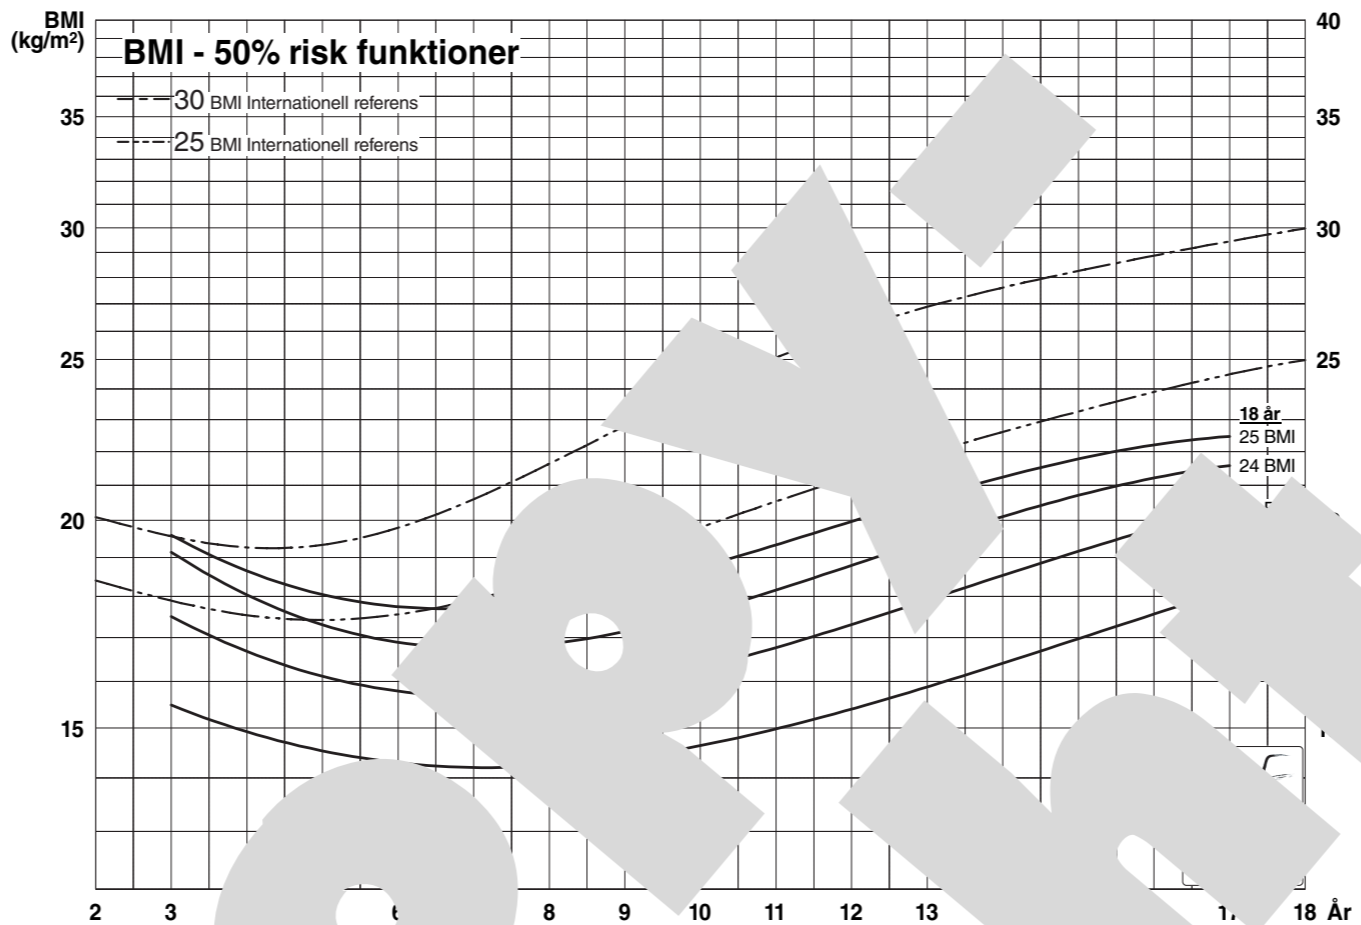 BMI 40
(kg/m²)
BMI - 50% risk funktioner
30 BMI Internationell referens
35 35
25 BMI Internationell referens
30 30
25 25
18 år
25 BMI
24 BMI
20
15
2 3 8 9 10 11 12 13 18 År